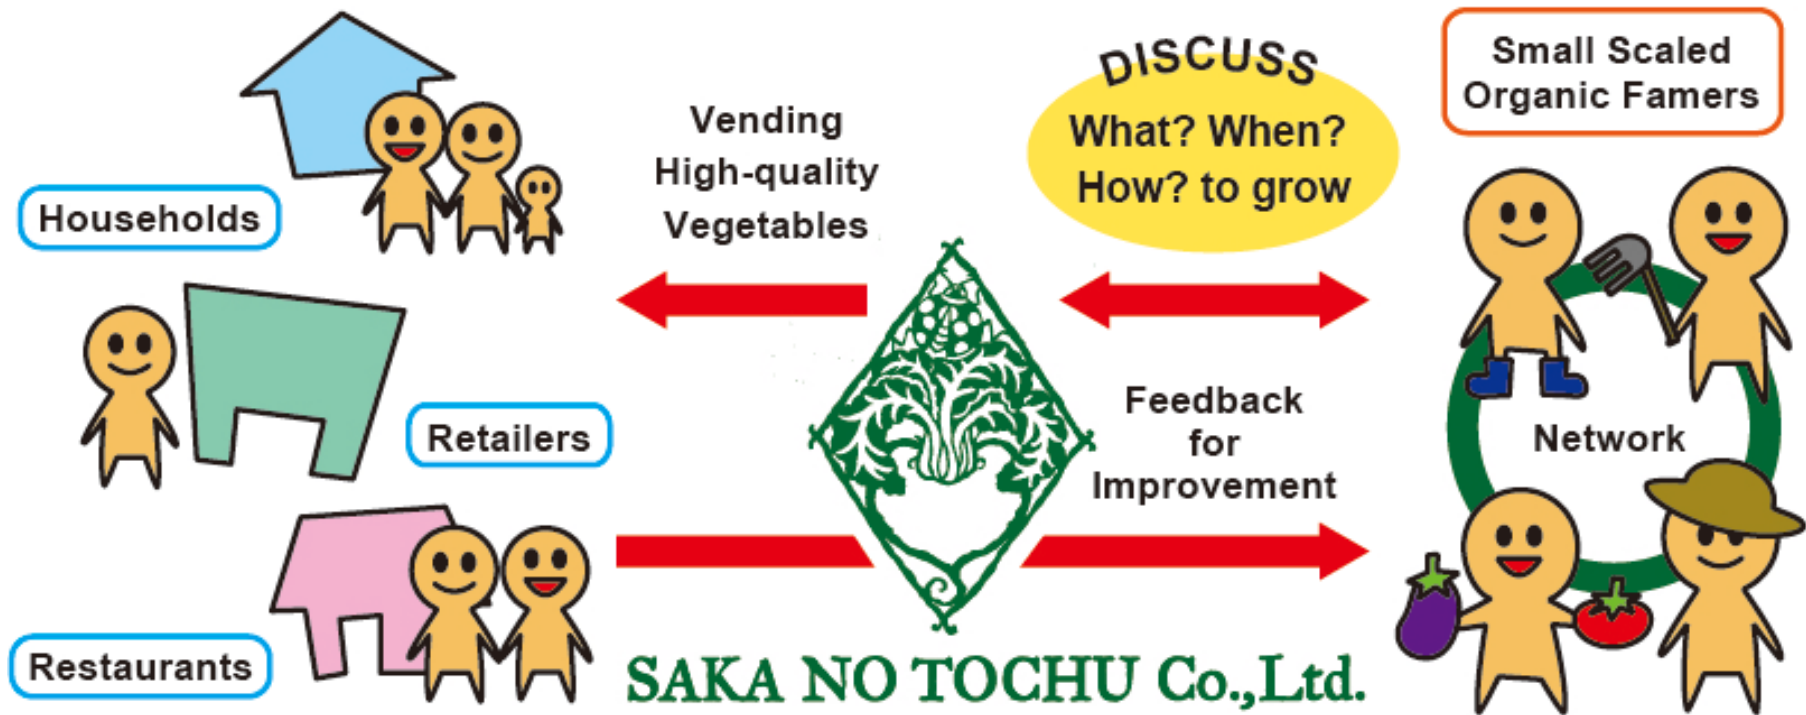 Households
Retailers
Restaurants
Vending
High-quality
Vegetables
DISCUSS
What? When?
How? to grow
Feedback
for
Improvement
SAKA NO TOCHU Co.,Ltd.
Small Scaled
Organic Famers
Network